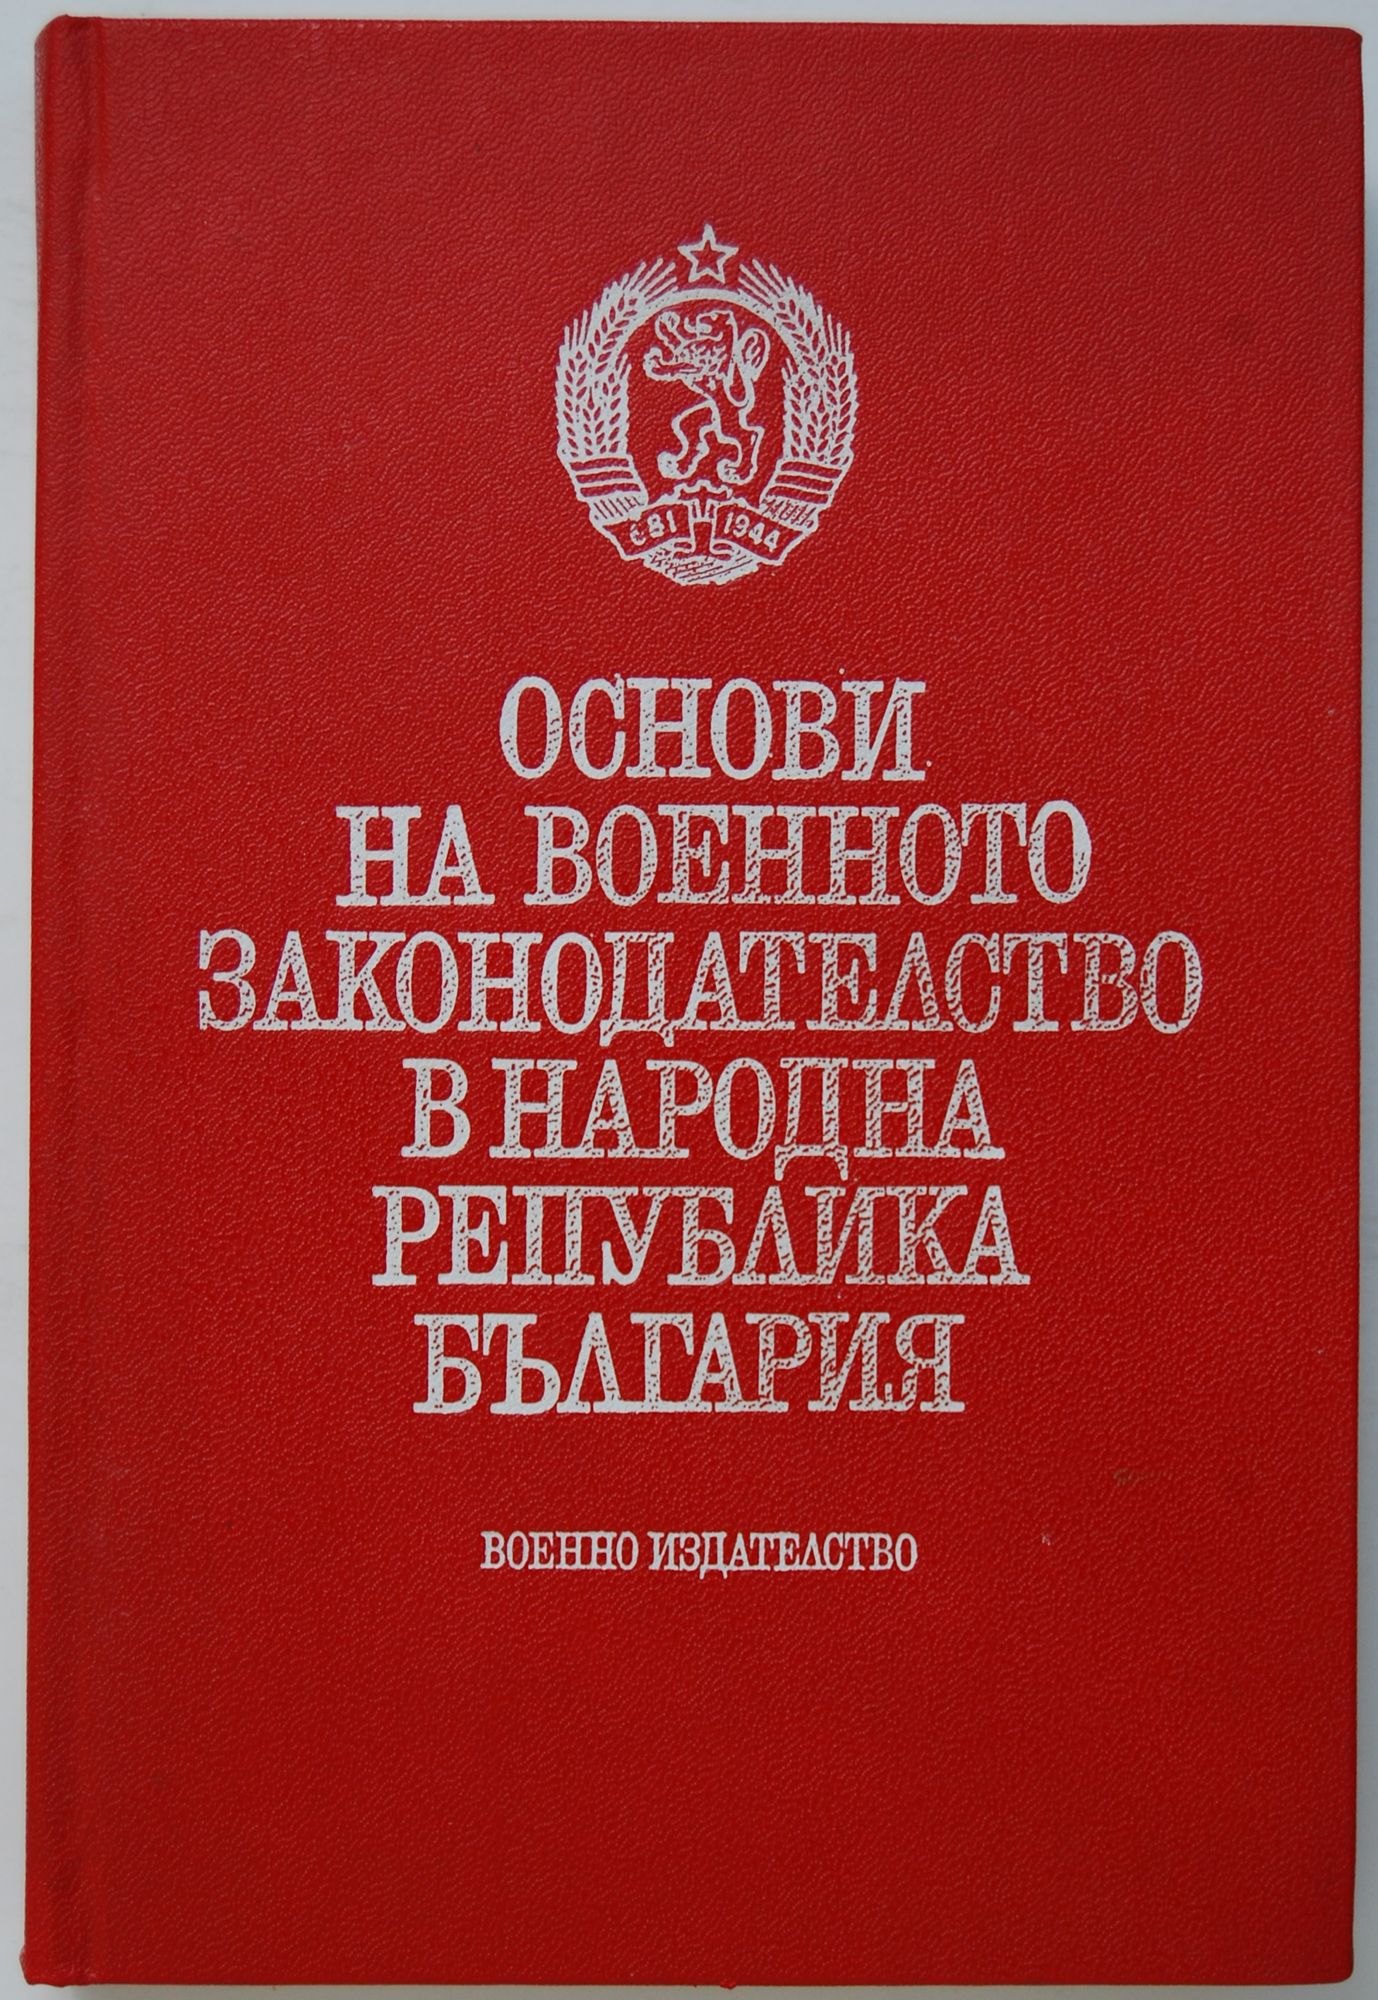 681 1944
ОСНОВИ
НА ВОЕННОТО
ЗАКОНОДАТЕЛСТВО
В НАРОДНА
РЕПУБЛИКА
БЪЛГАРИЯ
ВОЕННО ИЗДАТЕЛСТВО